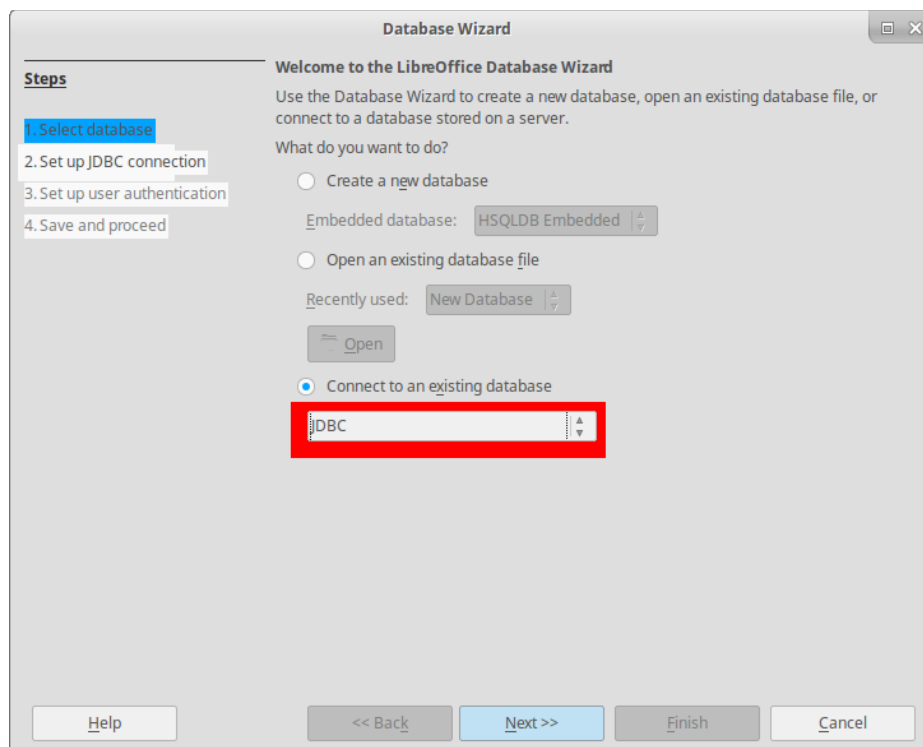 Database Wizard
Steps
1. Select database
2. Set up JDBC connection
3. Set up user authentication
4. Save and proceed
Welcome to the LibreOffice Database Wizard
Use the Database Wizard to create a new database, open an existing database file, or
connect to a database stored on a server.
What do you want to do?
Create a new database
Embedded database: HSQLDB Embedded
Open an existing database file
Recently used: New Database
Open
Connect to an existing database
JDBC
Help << Back Next >> Finish Cancel